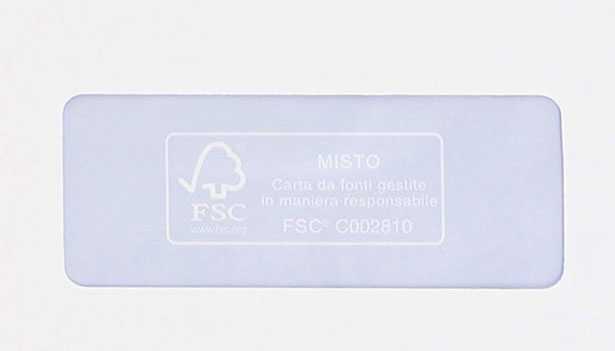 MISTO
Carta da fonti gestite
in maniera responsabile
FSC® C002810
FSC
www.fsc.org